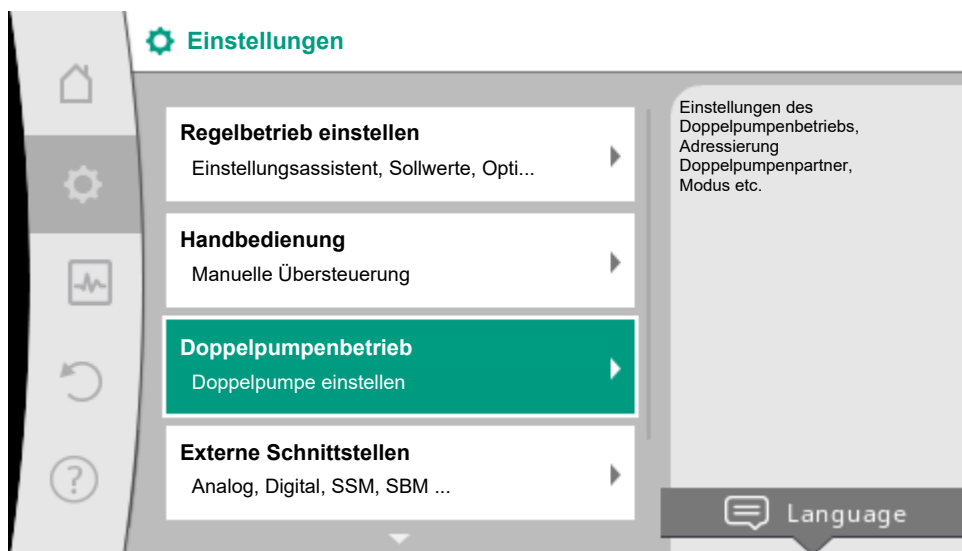 Einstellungen
Regelbetrieb einstellen
Einstellungsassistent, Sollwerte, Opti...
Handbedienung
Manuelle Übersteuerung
Doppelpumpenbetrieb
Doppelpumpe einstellen
Externe Schnittstellen
Analog, Digital, SSM, SBM ...
Einstellungen des
Doppelpumpenbetriebs,
Adressierung
Doppelpumpenpartner,
Modus etc.
Language